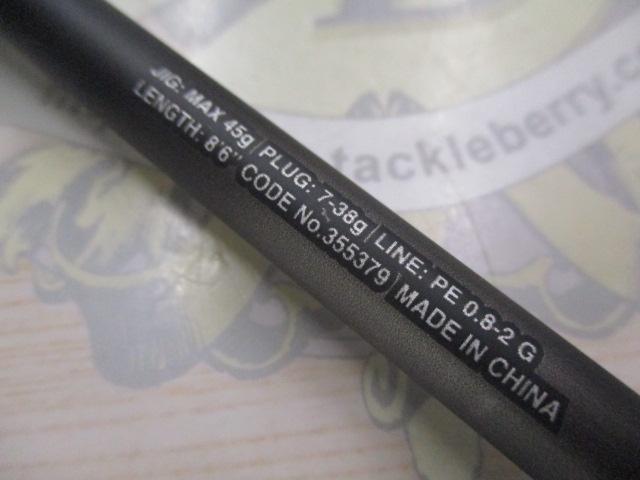 JIG: MAX 45g | PLUG: 7-38g | LINE: PE 0.8-2 G
LENGTH: 8'6" CODE No.355379 | MADE IN CHINA
tackleberry.co